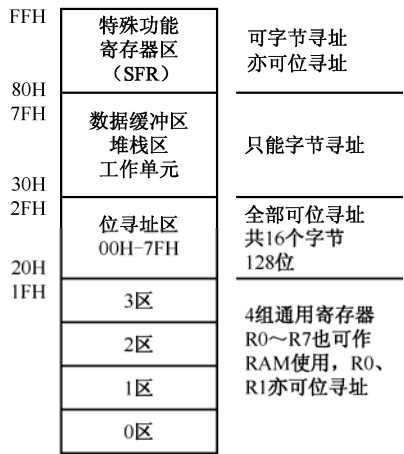 FFH
特殊功能
寄存器区
（SFR）
可字节寻址
亦可位寻址
80H
7FH
数据缓冲区
堆栈区
工作单元
只能字节寻址
30H
2FH
位寻址区
00H-7FH
全部可位寻址
共16个字节
128位
20H
1FH
3区
2区
1区
0区
4组通用寄存器
R0～R7也可作
RAM使用，R0、
R1亦可位寻址